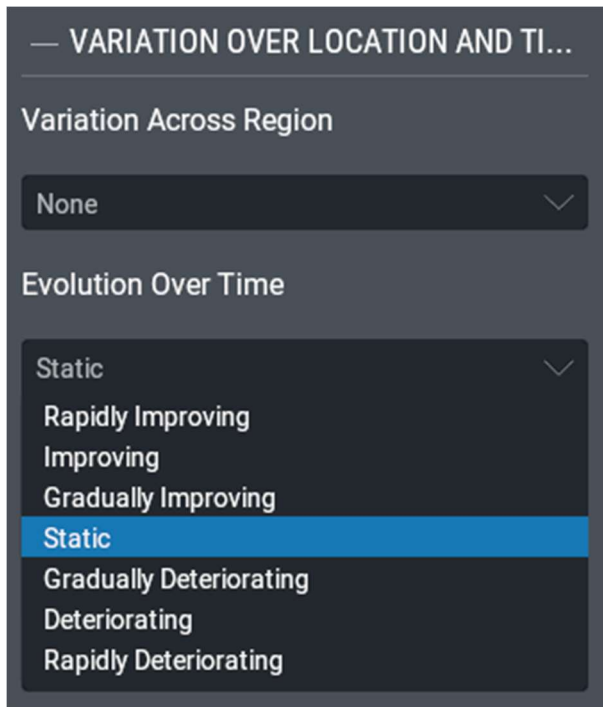 — VARIATION OVER LOCATION AND TI...
Variation Across Region
None
Evolution Over Time
Static
Rapidly Improving
Improving
Gradually Improving
Static
Gradually Deteriorating
Deteriorating
Rapidly Deteriorating